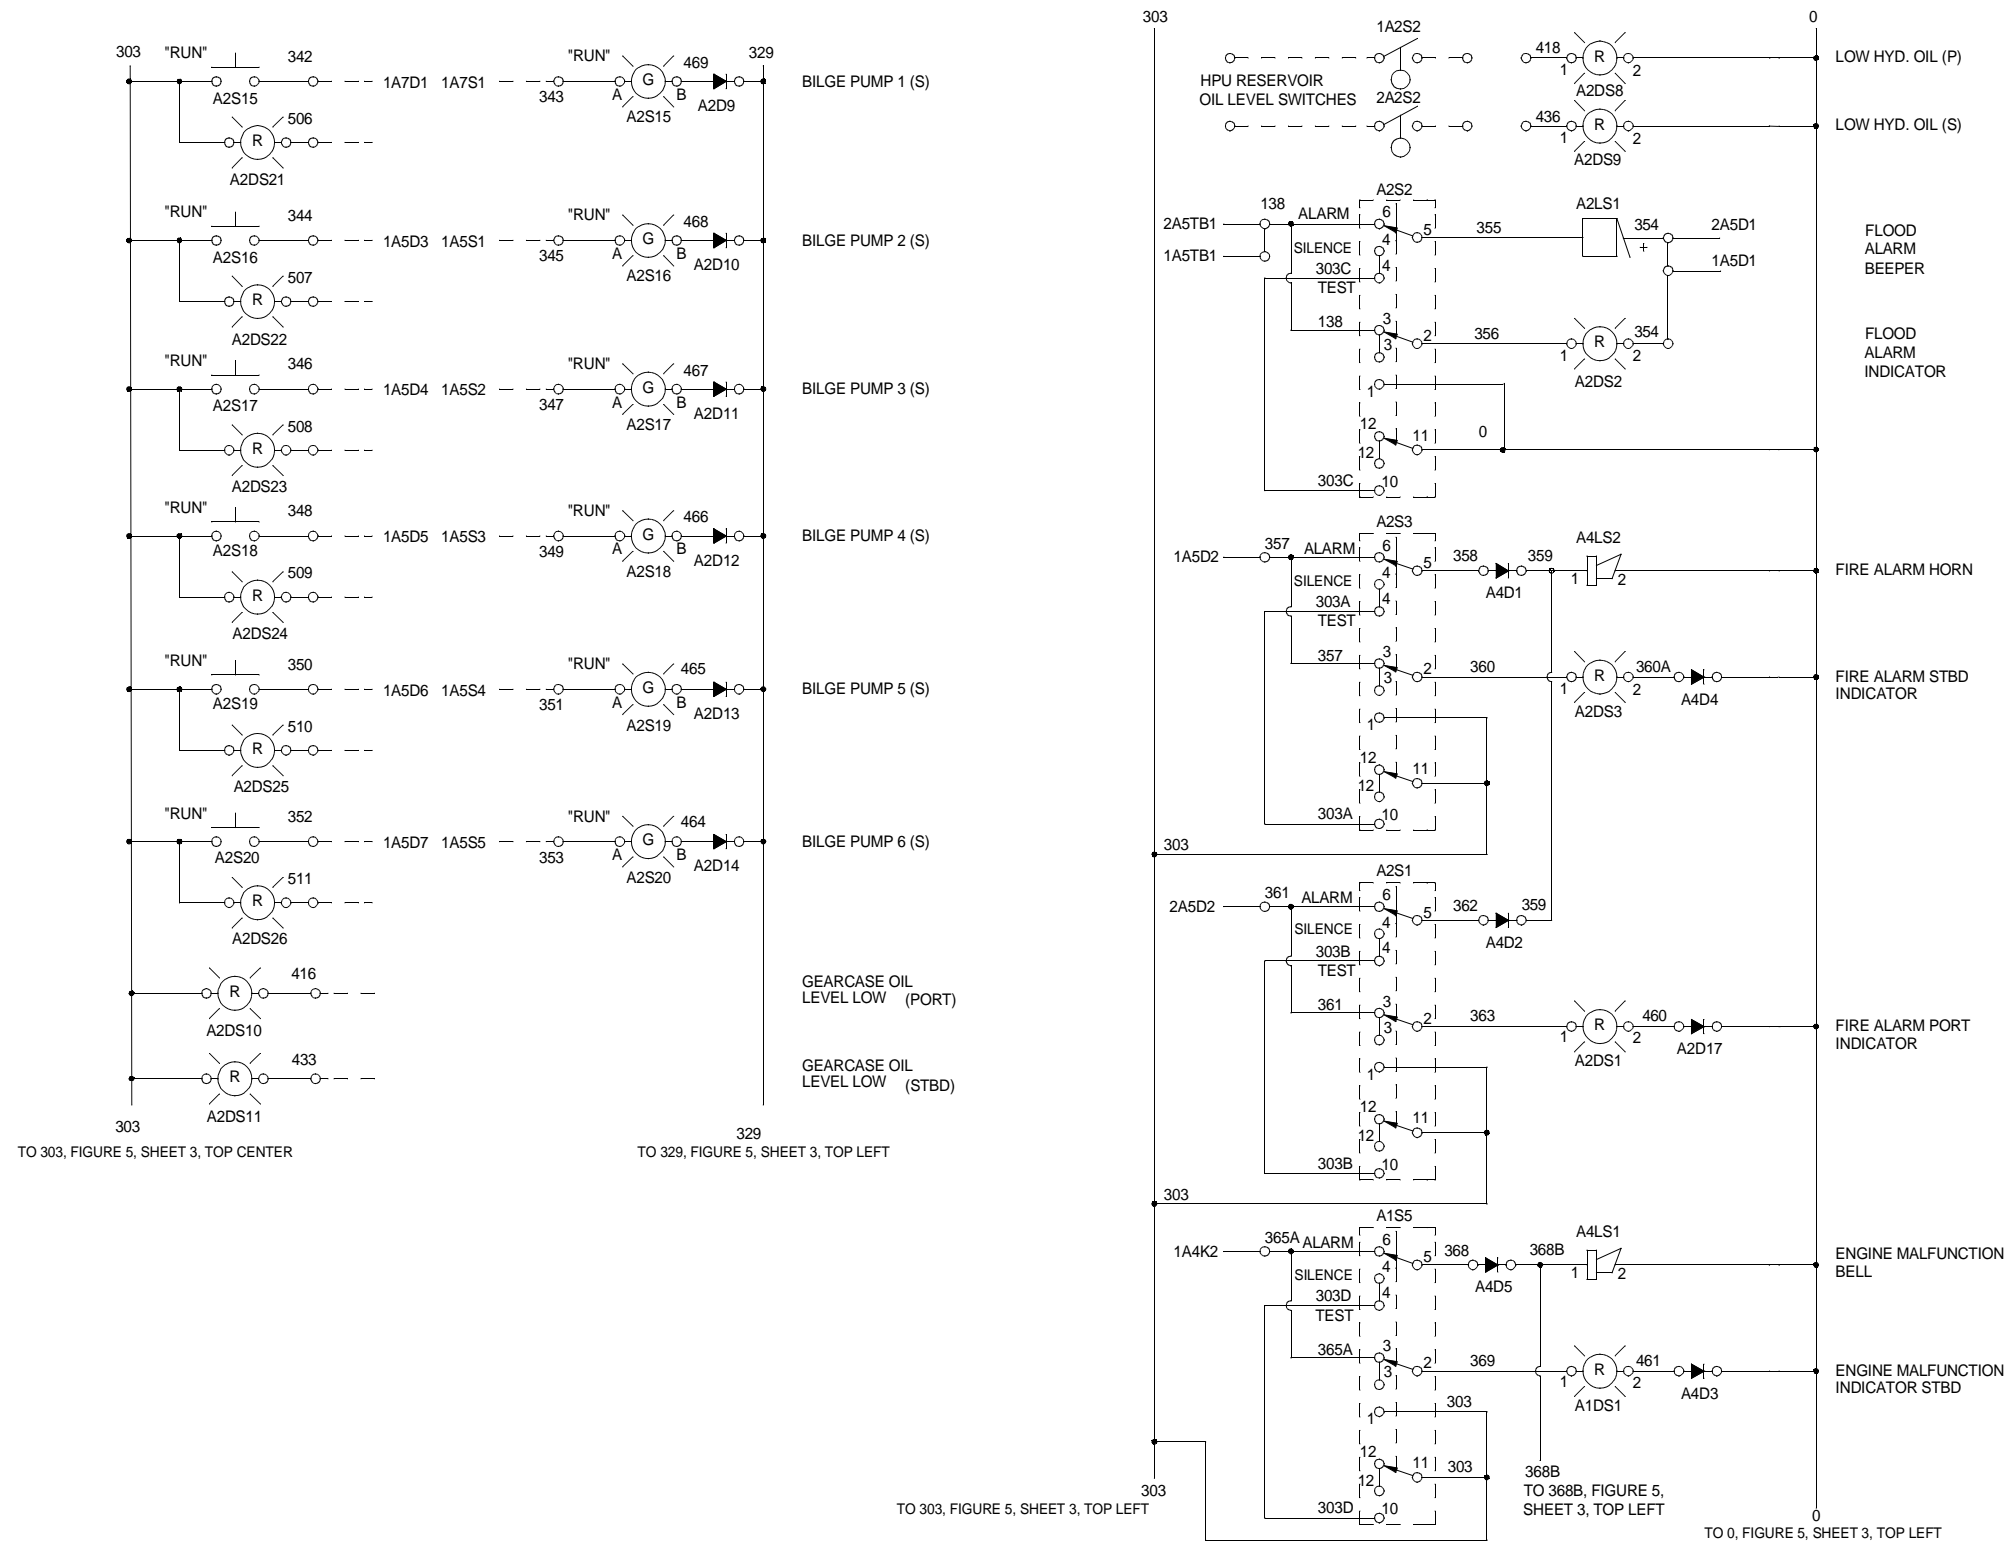 303
"RUN"
342
1A7D1 1A7S1
"RUN"
469
329
A2S15
343
A
G
B
A2D9
BILGE PUMP 1 (S)
A2S15
506
R
A2DS21
"RUN"
344
1A5D3 1A5S1
"RUN"
468
A2S16
345
A
G
B
A2D10
BILGE PUMP 2 (S)
A2S16
507
R
A2DS22
"RUN"
346
1A5D4 1A5S2
"RUN"
467
A2S17
347
A
G
B
A2D11
BILGE PUMP 3 (S)
A2S17
508
R
A2DS23
"RUN"
348
1A5D5 1A5S3
"RUN"
466
A2S18
349
A
G
B
A2D12
BILGE PUMP 4 (S)
A2S18
509
R
A2DS24
"RUN"
350
1A5D6 1A5S4
"RUN"
465
A2S19
351
A
G
B
A2D13
BILGE PUMP 5 (S)
A2S19
510
R
A2DS25
"RUN"
352
1A5D7 1A5S5
"RUN"
464
A2S20
353
A
G
B
A2D14
BILGE PUMP 6 (S)
A2S20
511
R
A2DS26
416
R
A2DS10
GEARCASE OIL
LEVEL LOW (PORT)
433
R
A2DS11
GEARCASE OIL
LEVEL LOW (STBD)
303
TO 303, FIGURE 5, SHEET 3, TOP CENTER
329
TO 329, FIGURE 5, SHEET 3, TOP LEFT
303
0
1A2S2
418
1
R
2
A2DS8
LOW HYD. OIL (P)
HPU RESERVOIR
OIL LEVEL SWITCHES
2A2S2
436
1
R
2
A2DS9
LOW HYD. OIL (S)
A2S2
2A5TB1
138
ALARM
6
5
355
A2LS1
354
+
2A5D1
1A5TB1
SILENCE
4
1A5D1
FLOOD
ALARM
BEEPER
303C
4
TEST
138
3
3
2
356
1
R
2
354
A2DS2
FLOOD
ALARM
INDICATOR
1
12
12
11
0
303C
10
A2S3
1A5D2
357
ALARM
6
5
358
A4D1
359
A4LS2
1
2
FIRE ALARM HORN
SILENCE
4
303A
4
TEST
357
3
3
2
360
1
R
2
A2DS3
360A
A4D4
FIRE ALARM STBD
INDICATOR
1
12
12
11
303A
10
303
A2S1
2A5D2
361
ALARM
6
5
362
A4D2
359
SILENCE
4
303B
4
TEST
361
3
3
2
363
1
R
2
A2DS1
460
A2D17
FIRE ALARM PORT
INDICATOR
1
12
12
11
303B
10
303
A1S5
1A4K2
365A
ALARM
6
5
368
A4D5
368B
A4LS1
1
2
ENGINE MALFUNCTION
BELL
SILENCE
4
303D
4
TEST
365A
3
3
2
369
1
R
2
A1DS1
461
A4D3
ENGINE MALFUNCTION
INDICATOR STBD
1
303
12
12
11
303
303D
10
303
TO 303, FIGURE 5, SHEET 3, TOP LEFT
368B
TO 368B, FIGURE 5,
SHEET 3, TOP LEFT
0
TO 0, FIGURE 5, SHEET 3, TOP LEFT